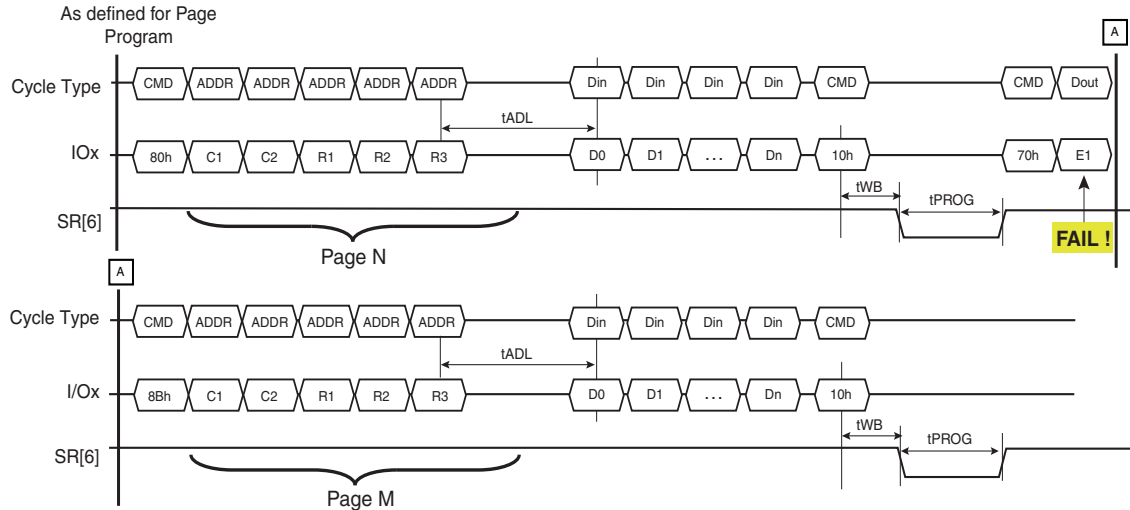 As defined for Page
Program
A
Cycle Type CMD ADDR ADDR ADDR ADDR ADDR Din Din Din Din CMD CMD Dout
tADL
IOx 80h C1 C2 R1 R2 R3 D0 D1 ... Dn 10h 70h E1
tWB tPROG
SR[6]
FAIL !
Page N
A
Cycle Type CMD ADDR ADDR ADDR ADDR ADDR Din Din Din Din CMD
tADL
I/Ox 8Bh C1 C2 R1 R2 R3 D0 D1 ... Dn 10h
tWB tPROG
SR[6]
Page M